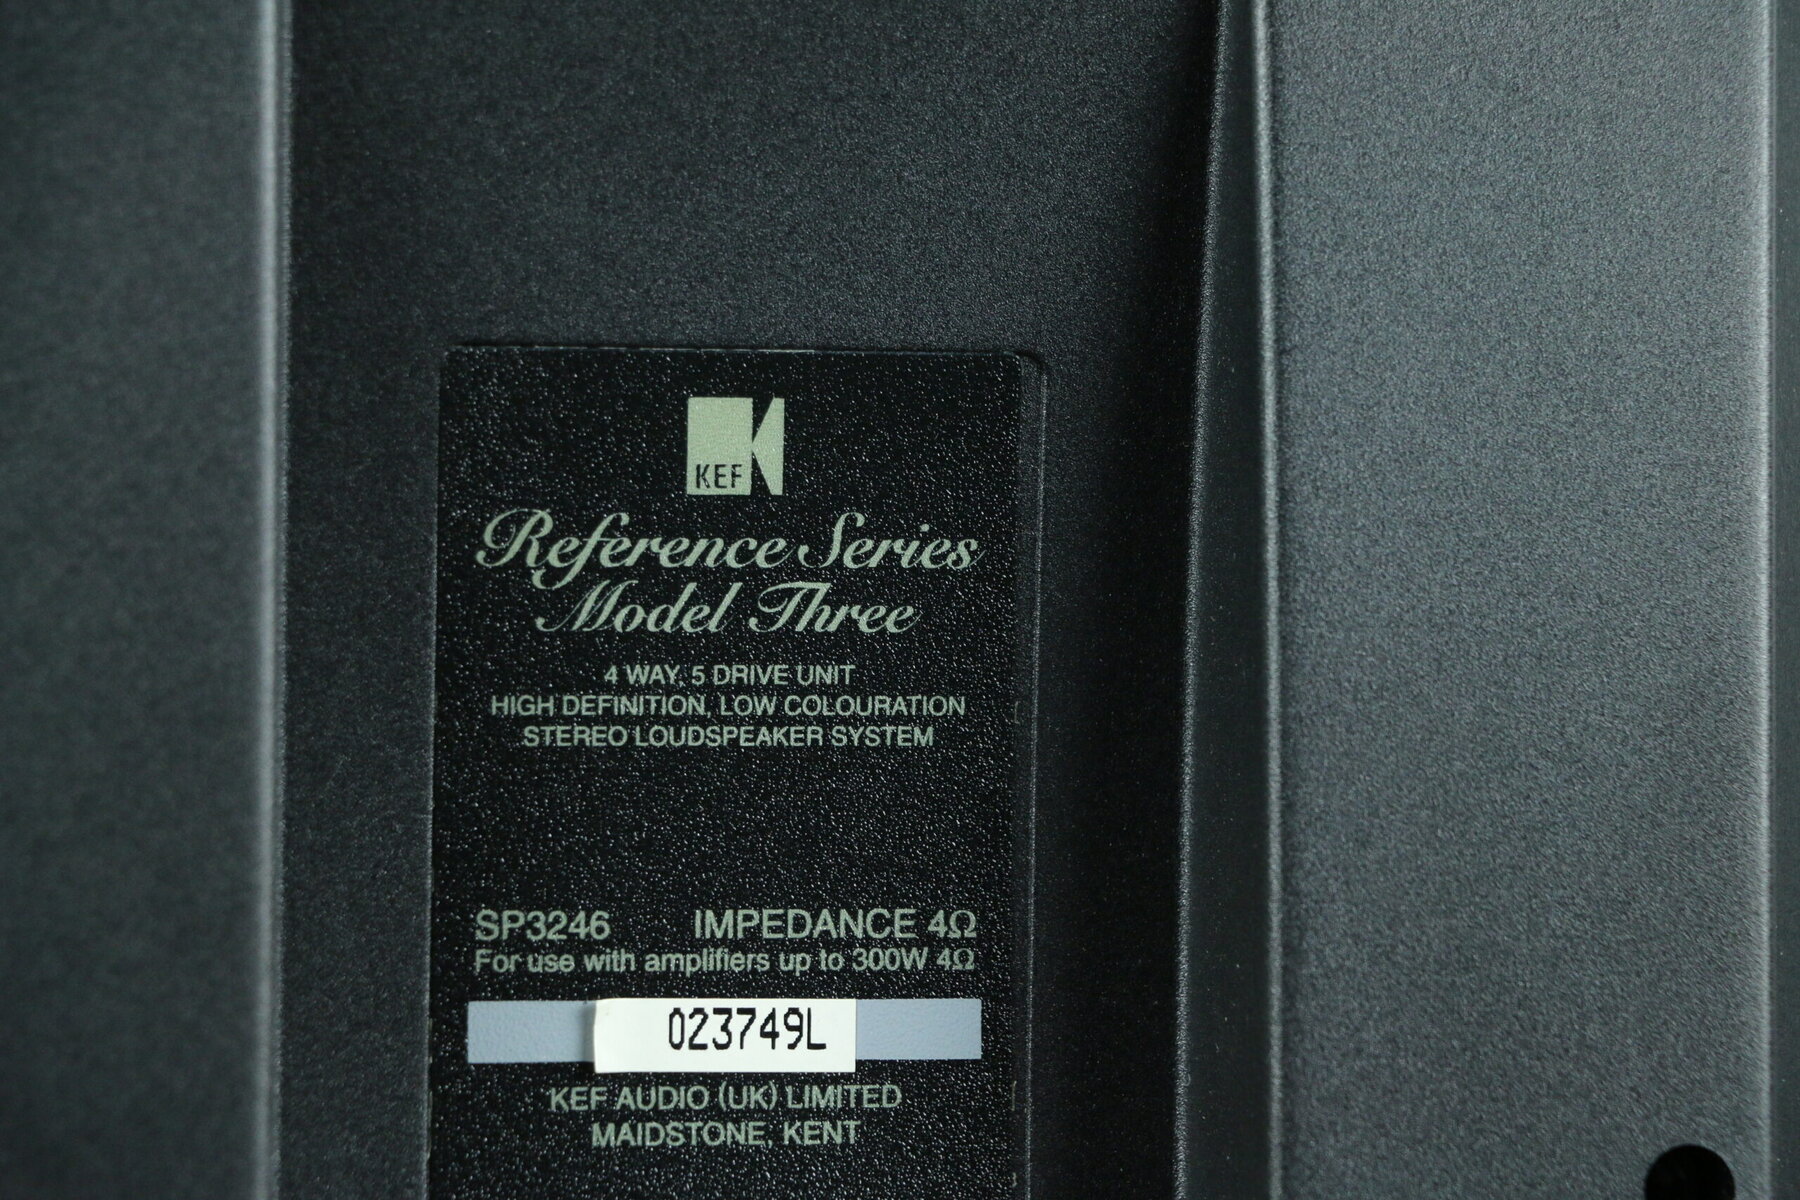 KEF
Reference Series
Model Three
4 WAY, 5 DRIVE UNIT
HIGH DEFINITION, LOW COLOURATION
STEREO LOUDSPEAKER SYSTEM
SP3246 IMPEDANCE 4Ω
For use with amplifiers up to 300W 4Ω
023749L
KEF AUDIO (UK) LIMITED
MAIDSTONE, KENT